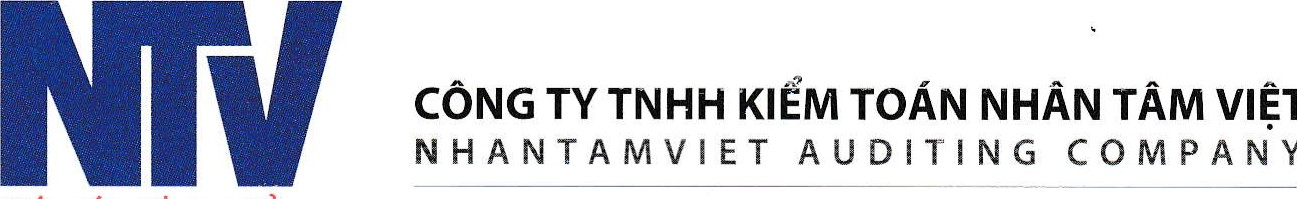 NTV
CÔNG TY TNHH KIỂM TOÁN NHÂN TÂM VIỆT
NHANTAMVIET AUDITING COMPANY